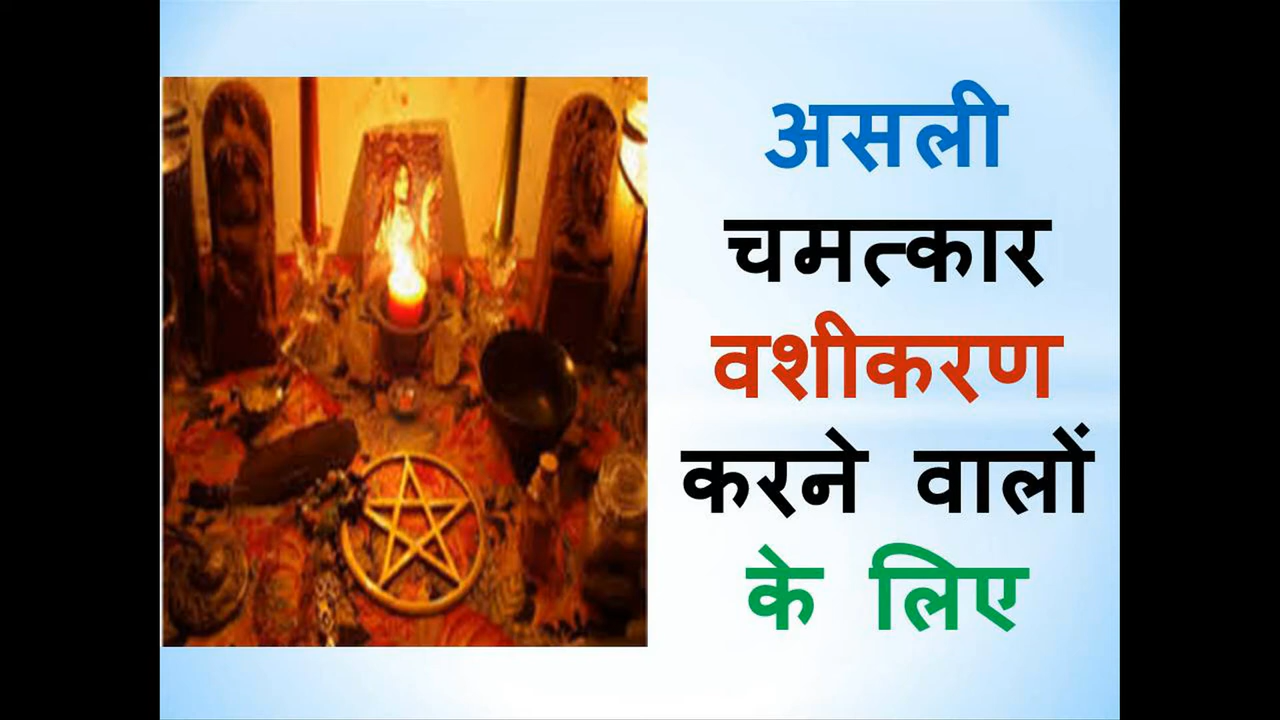 असली
चमत्कार
वशीकरण
करने वालों
के लिए